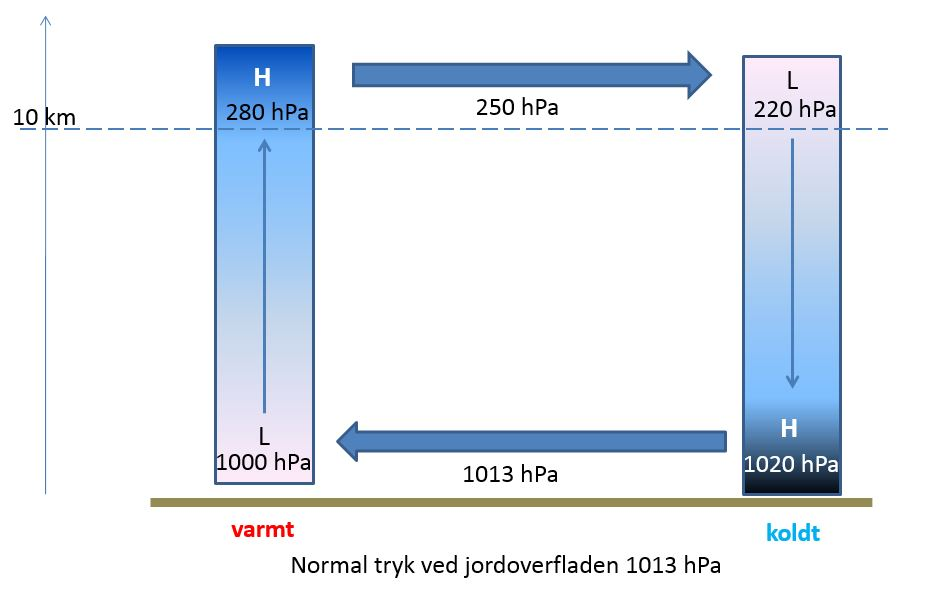 H
280 hPa
250 hPa
L
220 hPa
10 km
L
1000 hPa
1013 hPa
H
1020 hPa
varmt
koldt
Normal tryk ved jordoverfladen 1013 hPa